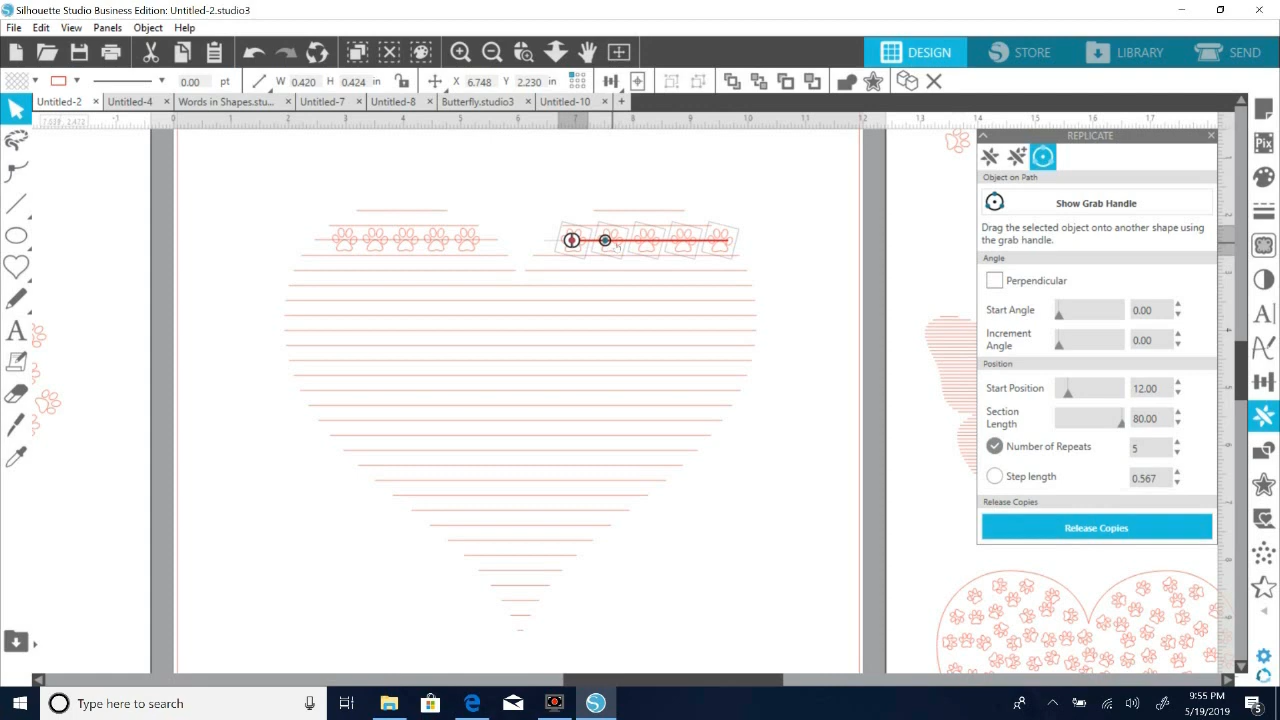 Silhouette Studio Business Edition: Untitled-2.studio3
File Edit View Panels Object Help
DESIGN STORE LIBRARY SEND
0.00 pt W 0.420 H 0.424 in X 6.748 Y 2.230 in
Untitled-2 Untitled-4 Words in Shapes.stu... Untitled-7 Untitled-8 Butterfly.studio3 Untitled-10
REPLICATE
Pix
Object on Path
Show Grab Handle
Drag the selected object onto another shape using
the grab handle.
Angle
Perpendicular
Start Angle 0.00
Increment
Angle 0.00
Position
Start Position 12.00
Section
Length 80.00
Number of Repeats 5
Step length 0.567
Release Copies
Release Copies
Type here to search
9:55 PM
5/19/2019